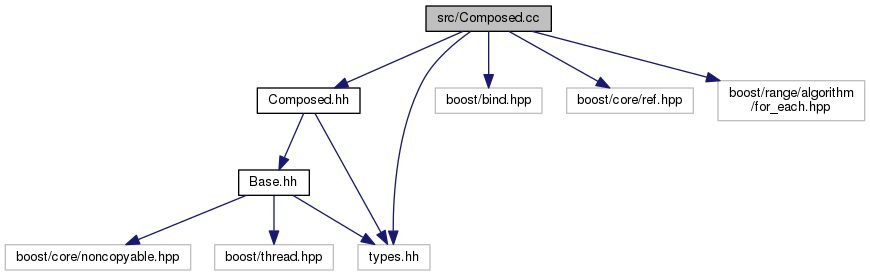 src/Composed.cc
Composed.hh
boost/bind.hpp
boost/core/ref.hpp
boost/range/algorithm
/for_each.hpp
Base.hh
boost/core/noncopyable.hpp
boost/thread.hpp
types.hh